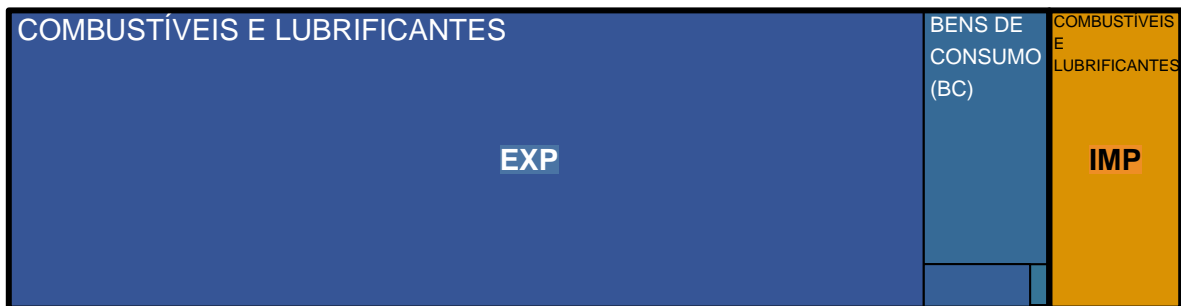 COMBUSTÍVEIS E LUBRIFICANTES
EXP
BENS DE
CONSUMO
(BC)
COMBUSTÍVEIS
E
LUBRIFICANTES
IMP